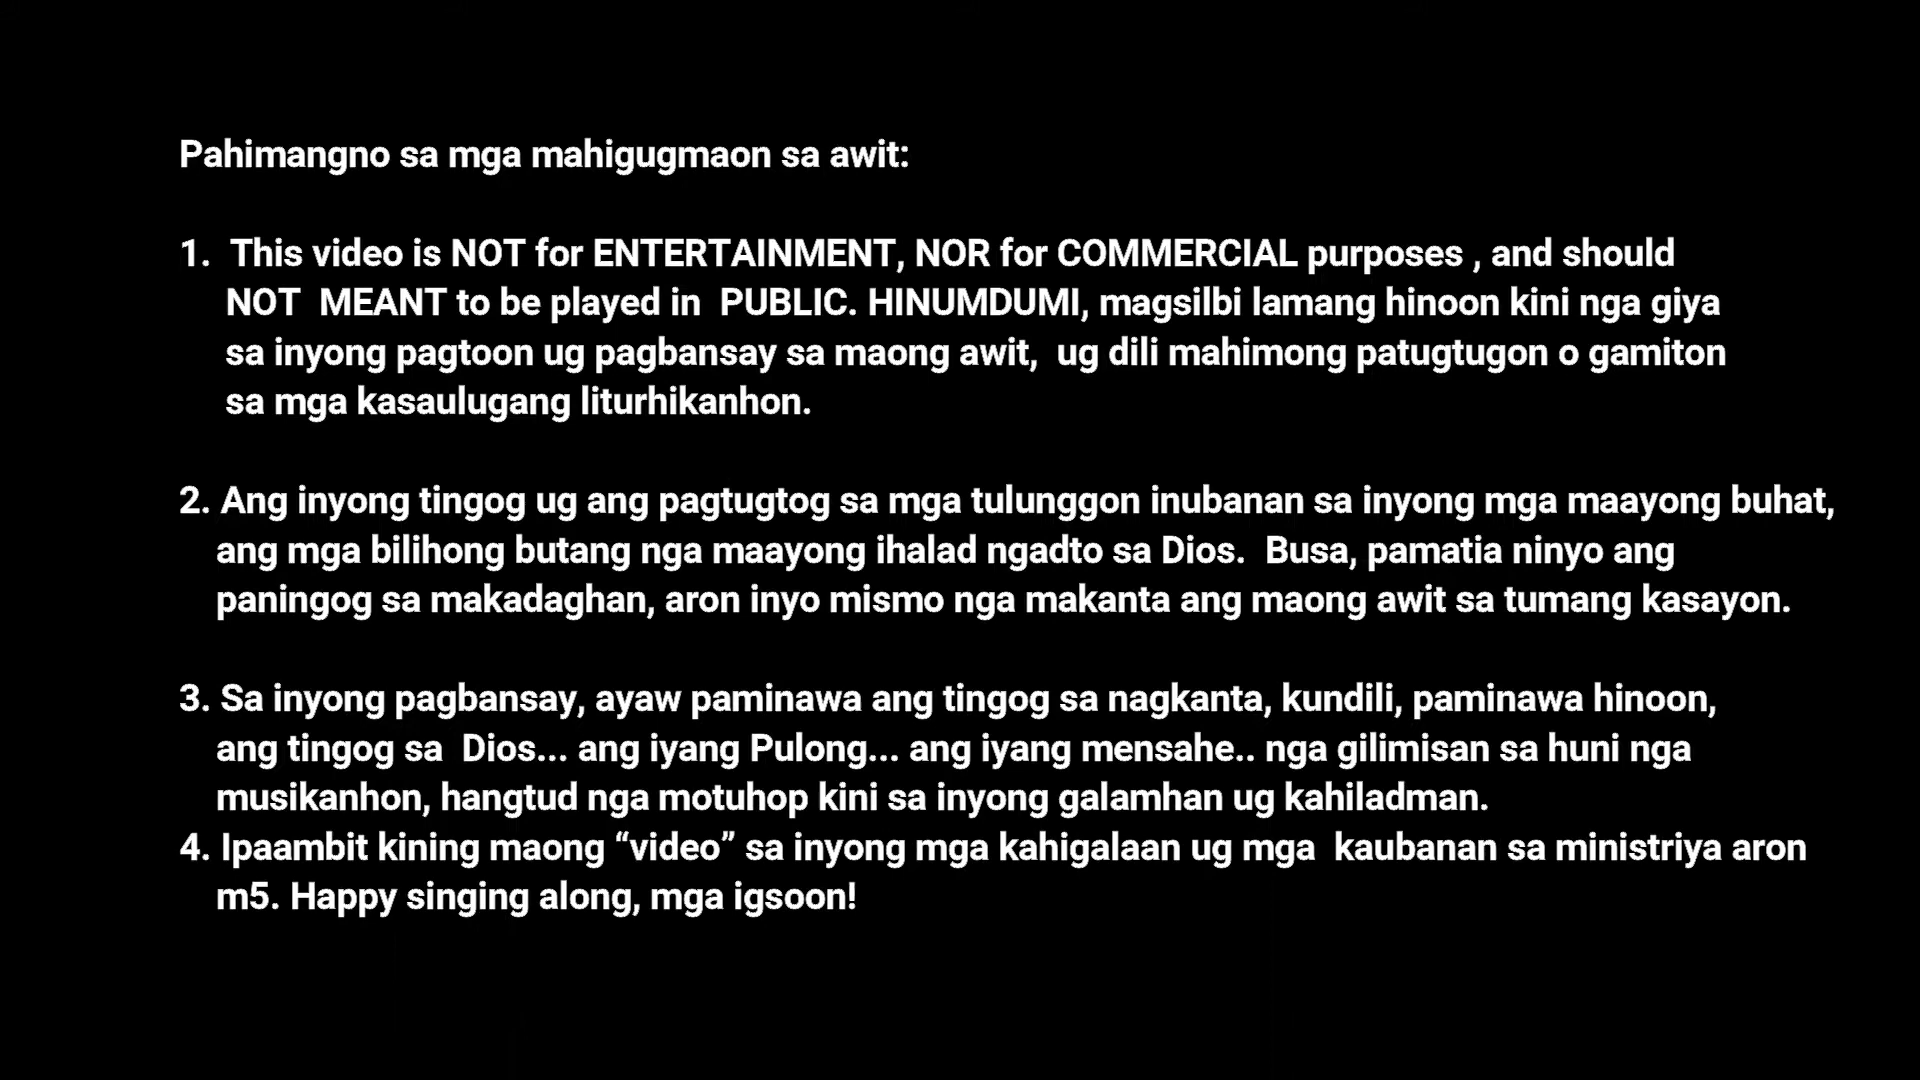 Pahimangno sa mga mahigugmaon sa awit:
1. This video is NOT for ENTERTAINMENT, NOR for COMMERCIAL purposes , and should
NOT MEANT to be played in PUBLIC. HINUMDUMI, magsilbi lamang hinoon kini nga giya
sa inyong pagtoon ug pagbansay sa maong awit, ug dili mahimong patugtugon o gamiton
sa mga kasaulugang liturhikanhon.
2. Ang inyong tingog ug ang pagtugtog sa mga tulunggon inubanan sa inyong mga maayong buhat,
ang mga bilihong butang nga maayong ihalad ngadto sa Dios. Busa, pamatia ninyo ang
paningog sa makadaghan, aron inyo mismo nga makanta ang maong awit sa tumang kasayon.
3. Sa inyong pagbansay, ayaw paminawa ang tingog sa nagkanta, kundili, paminawa hinoon,
ang tingog sa Dios... ang iyang Pulong... ang iyang mensahe.. nga gilimisan sa huni nga
musikanhon, hangtud nga motuhop kini sa inyong galamhan ug kahiladman.
4. Ipaambit kining maong “video” sa inyong mga kahigalaan ug mga kaubanan sa ministriya aron
m5. Happy singing along, mga igsoon!